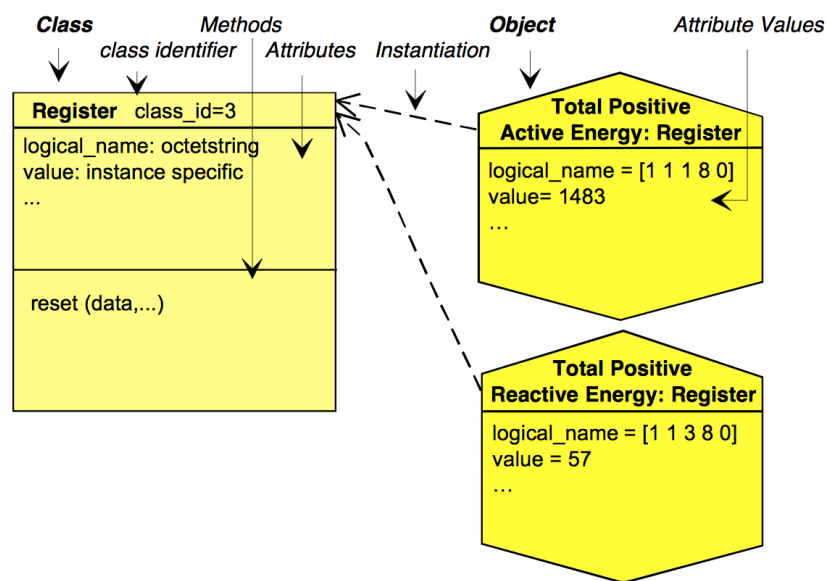 Class
Methods
Object
Attribute Values
class identifier
Attributes
Instantiation
Register class_id=3
logical_name: octetstring
value: instance specific
...
reset (data,...)
Total Positive
Active Energy: Register
logical_name = [1 1 1 8 0]
value= 1483
…
Total Positive
Reactive Energy: Register
logical_name = [1 1 3 8 0]
value = 57
…